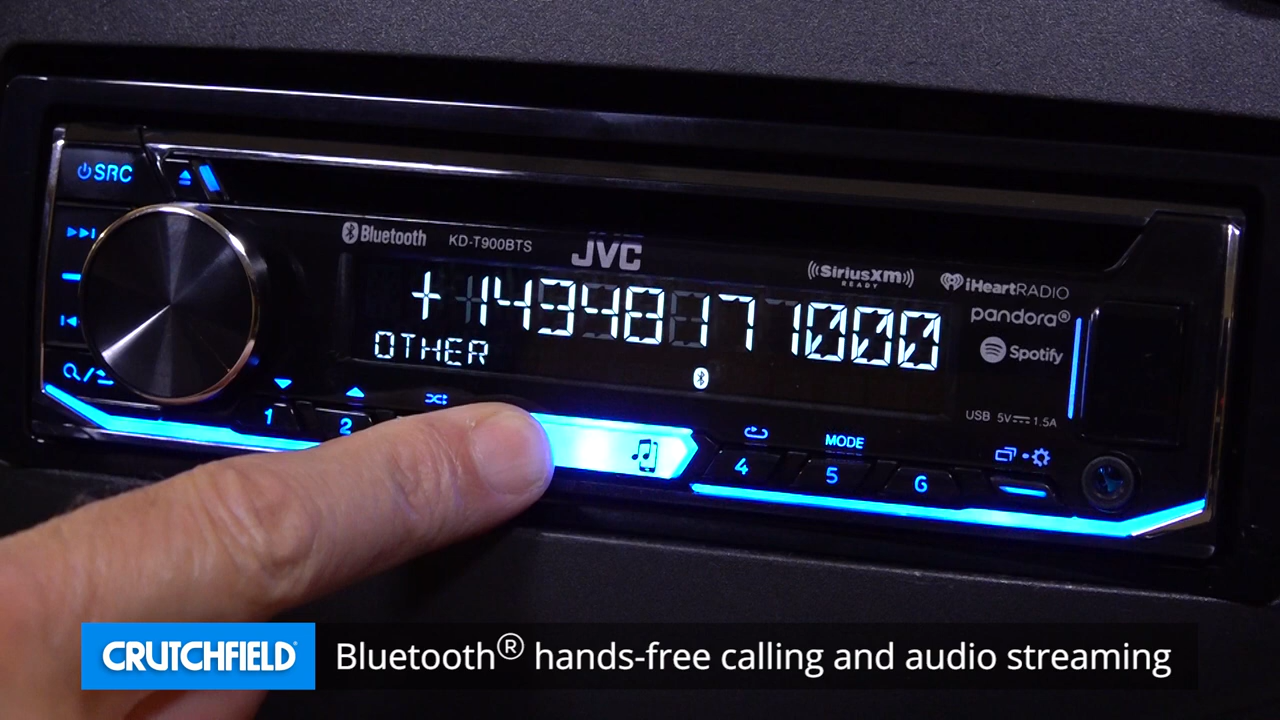 SRC
Bluetooth KD-T900BTS JVC
((SiriusXm)) READY iHeartRADIO
+14348171000
pandora®
OTHER
Spotify
USB 5V⎓1.5A
1 2 4 5 6
MODE
CRUTCHFIELD® Bluetooth® hands-free calling and audio streaming